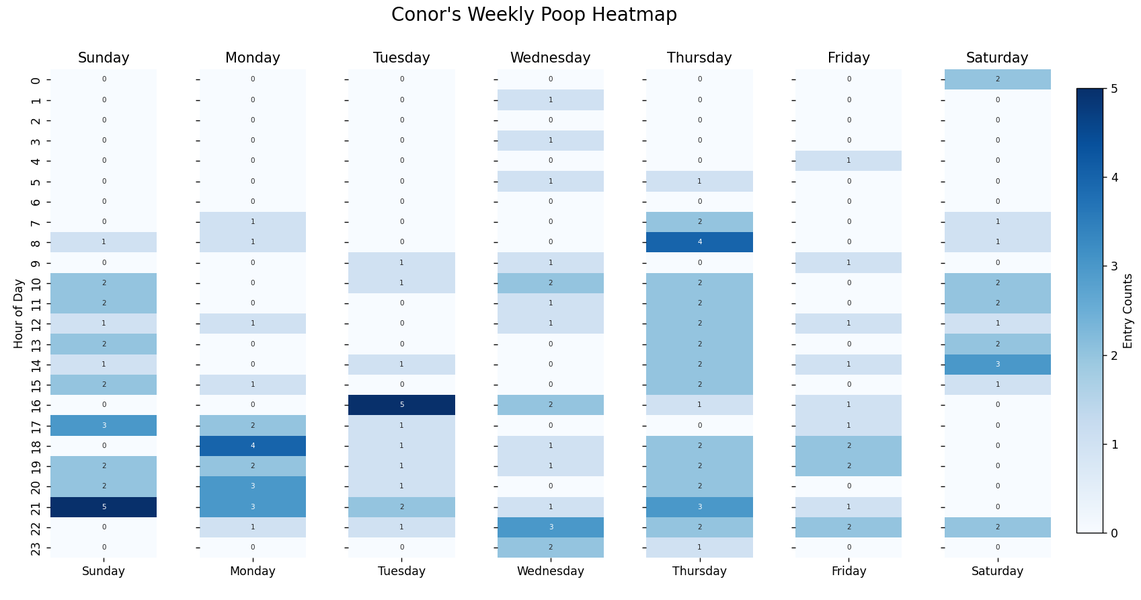 Conor's Weekly Poop Heatmap
Sunday Monday Tuesday Wednesday Thursday Friday Saturday
0 0 0 0 0 0 0 2
1 0 0 0 1 0 0 0
2 0 0 0 0 0 0 0
3 0 0 0 1 0 0 0
4 0 0 0 0 0 1 0
5 0 0 0 1 1 0 0
6 0 0 0 0 0 0 0
7 0 1 0 0 2 0 1
8 1 1 0 0 4 0 1
9 0 0 1 1 0 1 0
10 2 0 1 2 2 0 2
11 2 0 0 1 2 0 2
12 1 1 0 1 2 1 1
13 2 0 0 0 2 0 2
14 1 0 1 0 2 1 3
15 2 1 0 0 2 0 1
16 0 0 5 2 1 1 0
17 3 2 1 0 0 1 0
18 0 4 1 1 2 2 0
19 2 2 1 1 2 2 0
20 2 3 1 0 2 0 0
21 5 3 2 1 3 1 0
22 0 1 1 3 2 2 2
23 0 0 0 2 1 0 0
Sunday Monday Tuesday Wednesday Thursday Friday Saturday
Hour of Day
5
4
3
2
1
0
Entry Counts